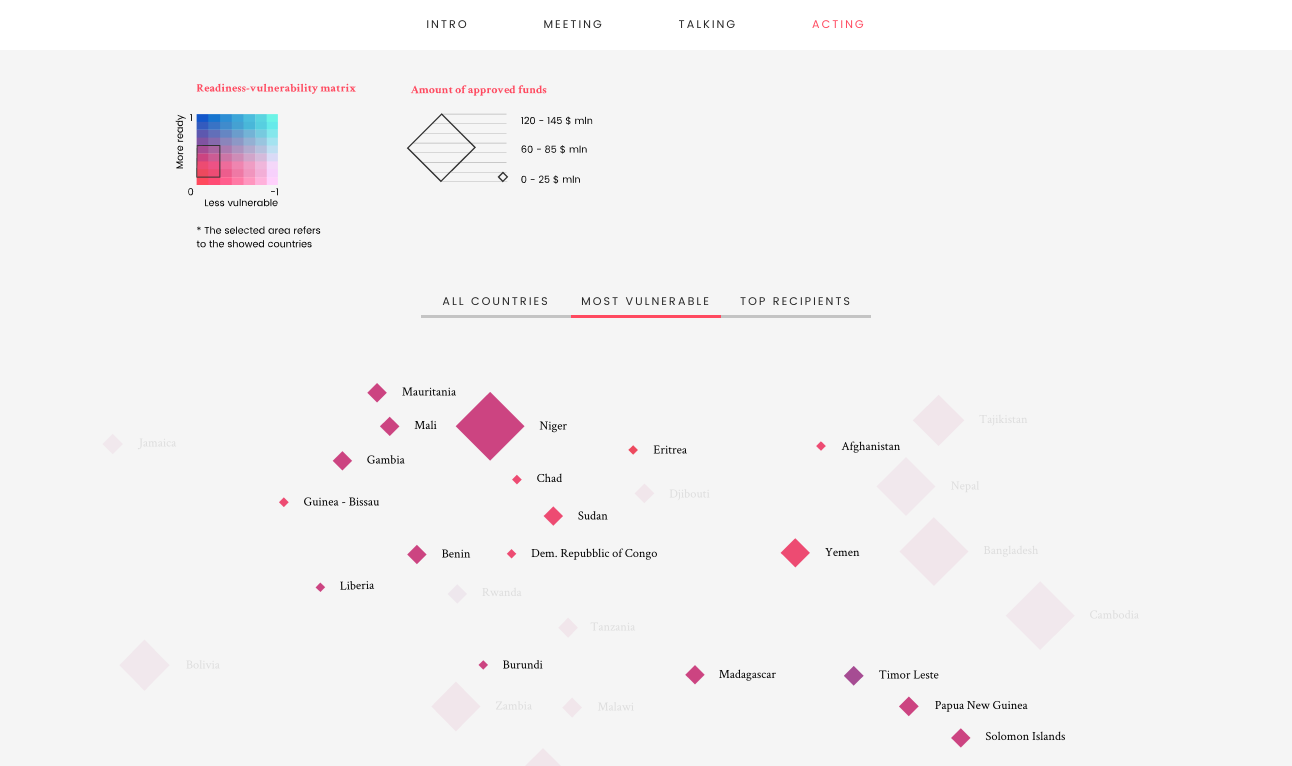 INTRO MEETING TALKING ACTING
Readiness-vulnerability matrix
More ready
1
0
-1
Less vulnerable
* The selected area refers
to the showed countries
Amount of approved funds
120 - 145 $ mln
60 - 85 $ mln
0 - 25 $ mln
ALL COUNTRIES MOST VULNERABLE TOP RECIPIENTS
Mauritania
Tajikistan
Mali
Niger
Jamaica
Afghanistan
Eritrea
Gambia
Chad
Nepal
Djibouti
Guinea - Bissau
Sudan
Bangladesh
Yemen
Benin
Dem. Repubblic of Congo
Liberia
Rwanda
Cambodia
Tanzania
Bolivia
Burundi
Madagascar
Timor Leste
Zambia
Malawi
Papua New Guinea
Solomon Islands